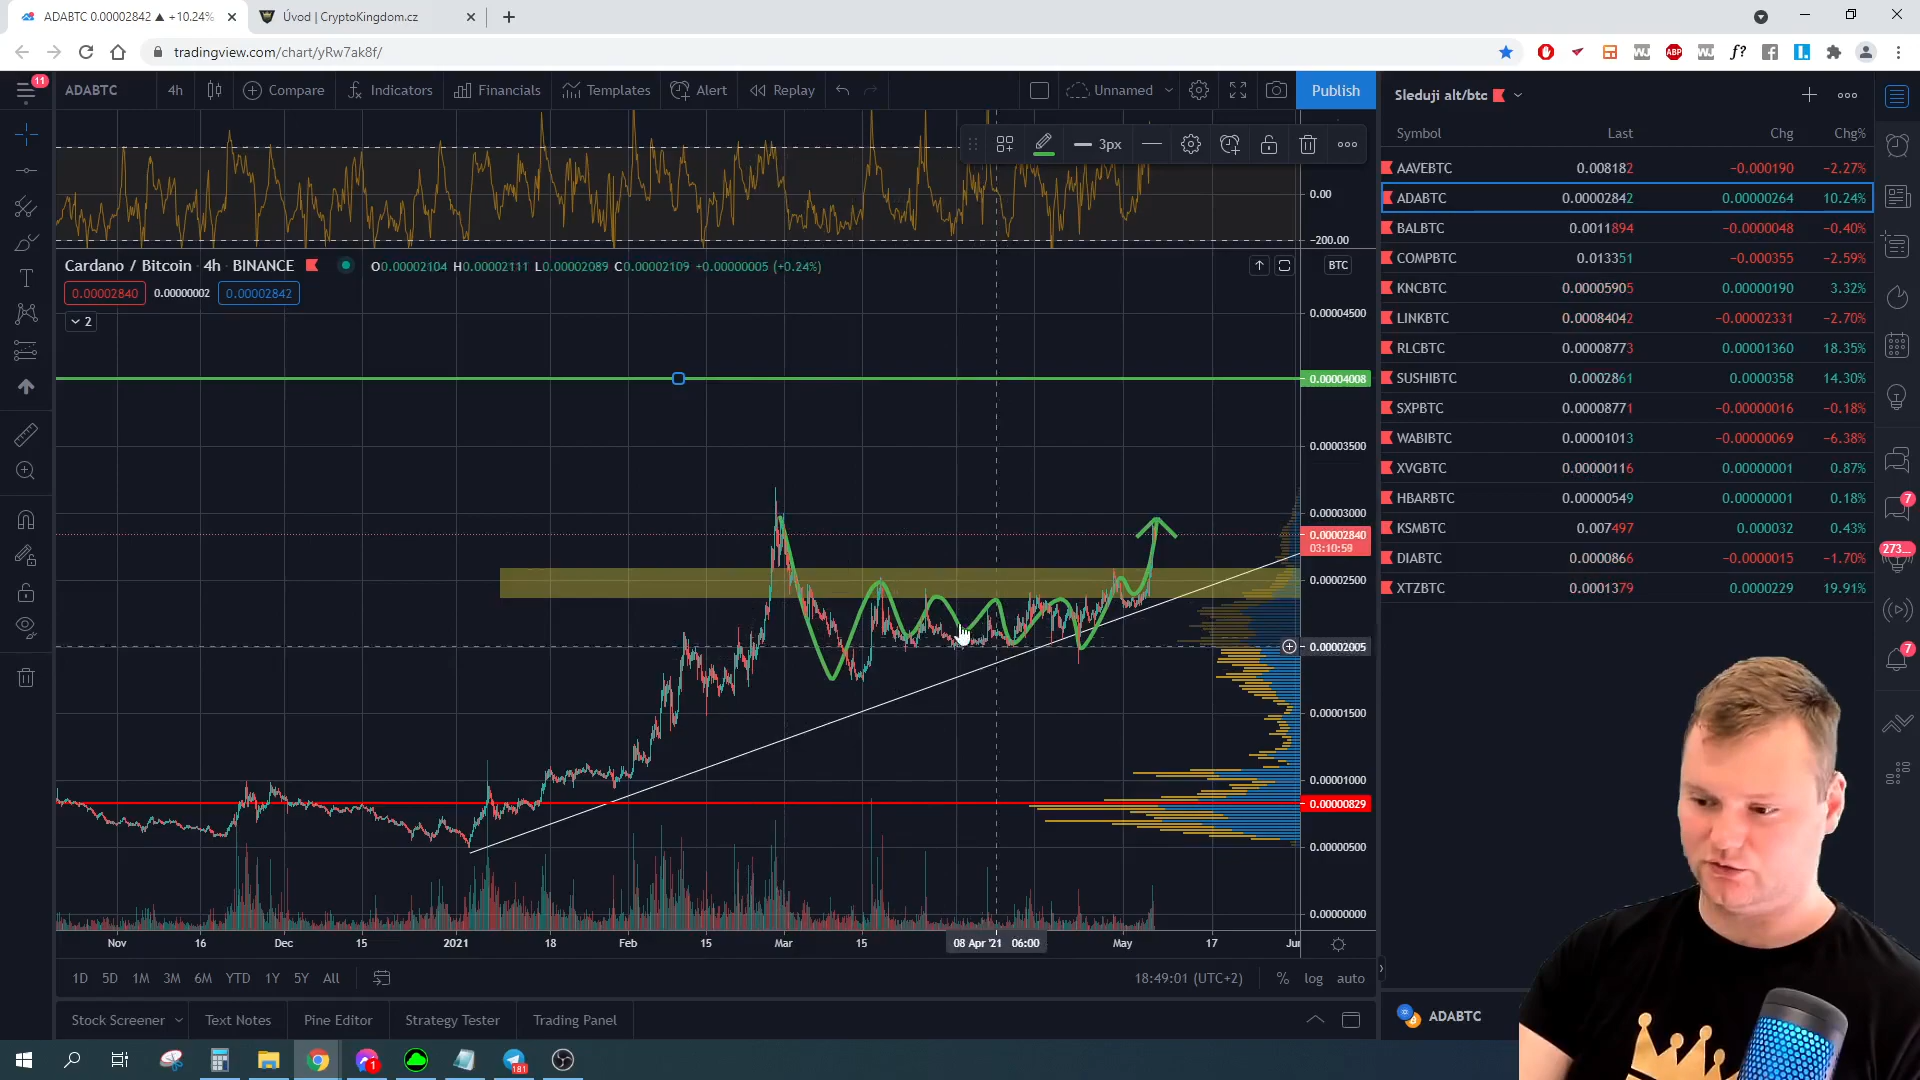 ADABTC 0.00002842 ▲ +10.24%
Úvod | CryptoKingdom.cz
tradingview.com/chart/yRw7ak8f/
11
ADABTC 4h Compare Indicators Financials Templates Alert Replay Unnamed Publish
3px
0.00
−200.00
Cardano / Bitcoin · 4h · BINANCE O0.00002104 H0.00002111 L0.00002089 C0.00002109 +0.00000005 (+0.24%)
BTC
0.00002840 0.00000002 0.00002842
2
0.00004500
0.00004008
0.00003500
0.00003000
0.00002840
03:10:59
0.00002500
0.00002005
0.00001500
0.00001000
0.00000829
0.00000500
0.00000000
Nov 16 Dec 15 2021 18 Feb 15 Mar 15 08 Apr '21 06:00 May 17 Jun
1D 5D 1M 3M 6M YTD 1Y 5Y All
18:49:01 (UTC+2) % log auto
Stock Screener Text Notes Pine Editor Strategy Tester Trading Panel
Sleduji alt/btc
Symbol Last Chg Chg%
AAVEBTC 0.008182 −0.000190 −2.27%
ADABTC 0.00002842 0.00000264 10.24%
BALBTC 0.0011894 −0.0000048 −0.40%
COMPBTC 0.013351 −0.000355 −2.59%
KNCBTC 0.00005905 0.00000190 3.32%
LINKBTC 0.00084042 −0.00002331 −2.70%
RLCBTC 0.00008773 0.00001360 18.35%
SUSHIBTC 0.0002861 0.0000358 14.30%
SXPBTC 0.00008771 −0.00000016 −0.18%
WABIBTC 0.00001013 −0.00000069 −6.38%
XVGBTC 0.00000116 0.00000001 0.87%
HBARBTC 0.00000549 0.00000001 0.18%
KSMBTC 0.007497 0.000032 0.43%
DIABTC 0.0000866 −0.0000015 −1.70%
XTZBTC 0.0001379 0.0000229 19.91%
ADABTC
7
273...
7
1
181